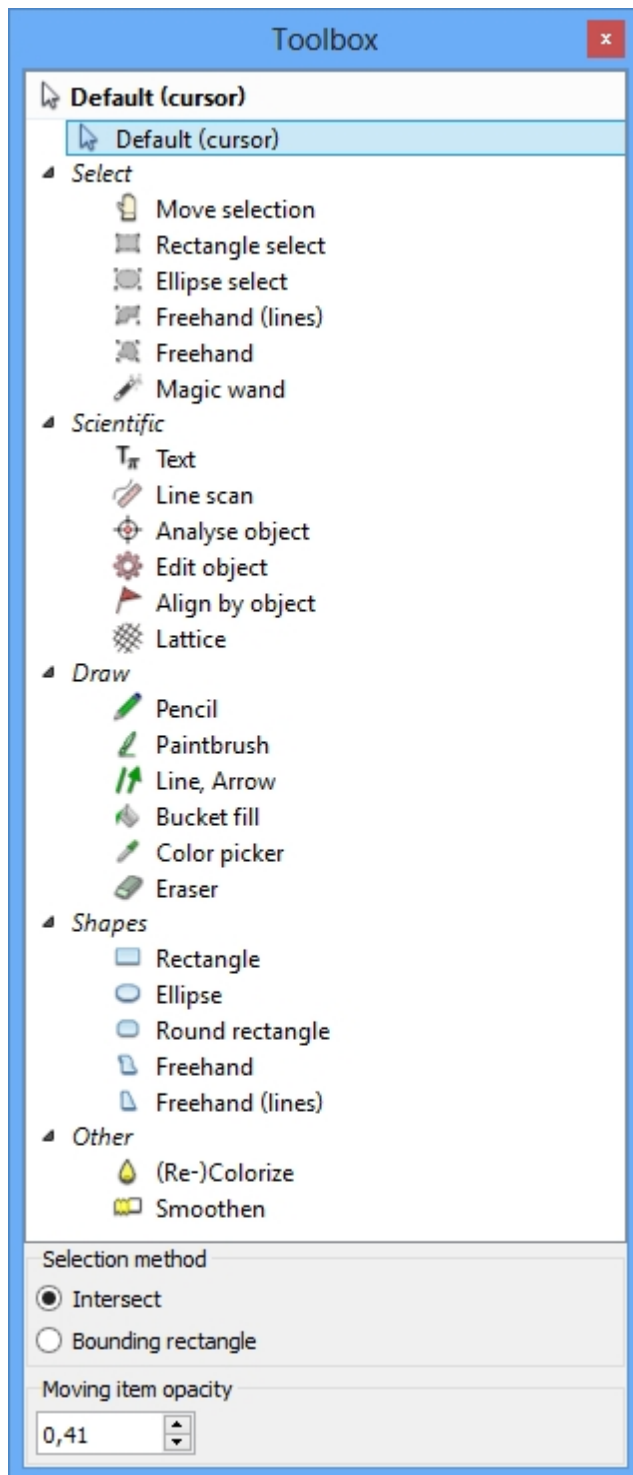 Toolbox
x
Default (cursor)
Default (cursor)
Select
Move selection
Rectangle select
Ellipse select
Freehand (lines)
Freehand
Magic wand
Scientific
Tπ Text
Line scan
Analyse object
Edit object
Align by object
Lattice
Draw
Pencil
Paintbrush
Line, Arrow
Bucket fill
Color picker
Eraser
Shapes
Rectangle
Ellipse
Round rectangle
Freehand
Freehand (lines)
Other
(Re-)Colorize
Smoothen
Selection method
Intersect
Bounding rectangle
Moving item opacity
0,41